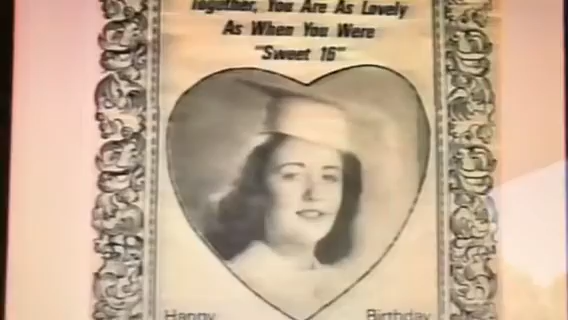 Together, You Are As Lovely
As When You Were
"Sweet 16"
Happy Birthday